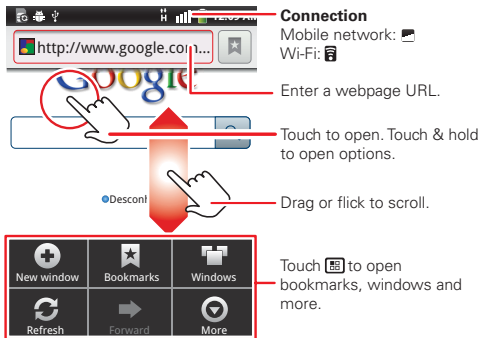 H
Connection
Mobile network:
Wi-Fi:
http://www.google.com...
Enter a webpage URL.
Google
Touch to open. Touch & hold
to open options.
Drag or flick to scroll.
New window
Bookmarks
Windows
Refresh
Forward
More
Touch to open
bookmarks, windows and
more.